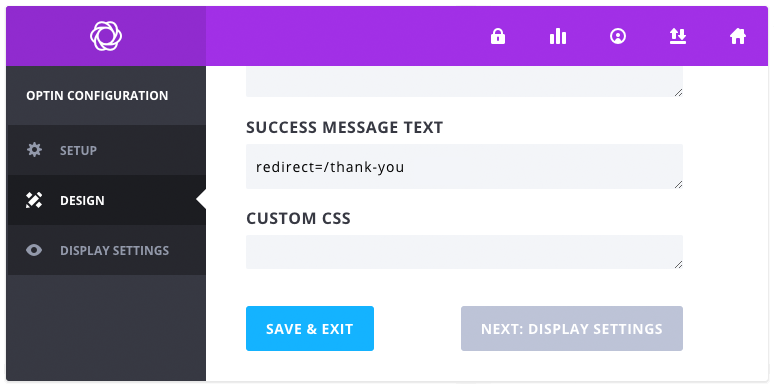 OPTIN CONFIGURATION
SETUP
DESIGN
DISPLAY SETTINGS
SUCCESS MESSAGE TEXT
redirect=/thank-you
CUSTOM CSS
SAVE & EXIT
NEXT: DISPLAY SETTINGS